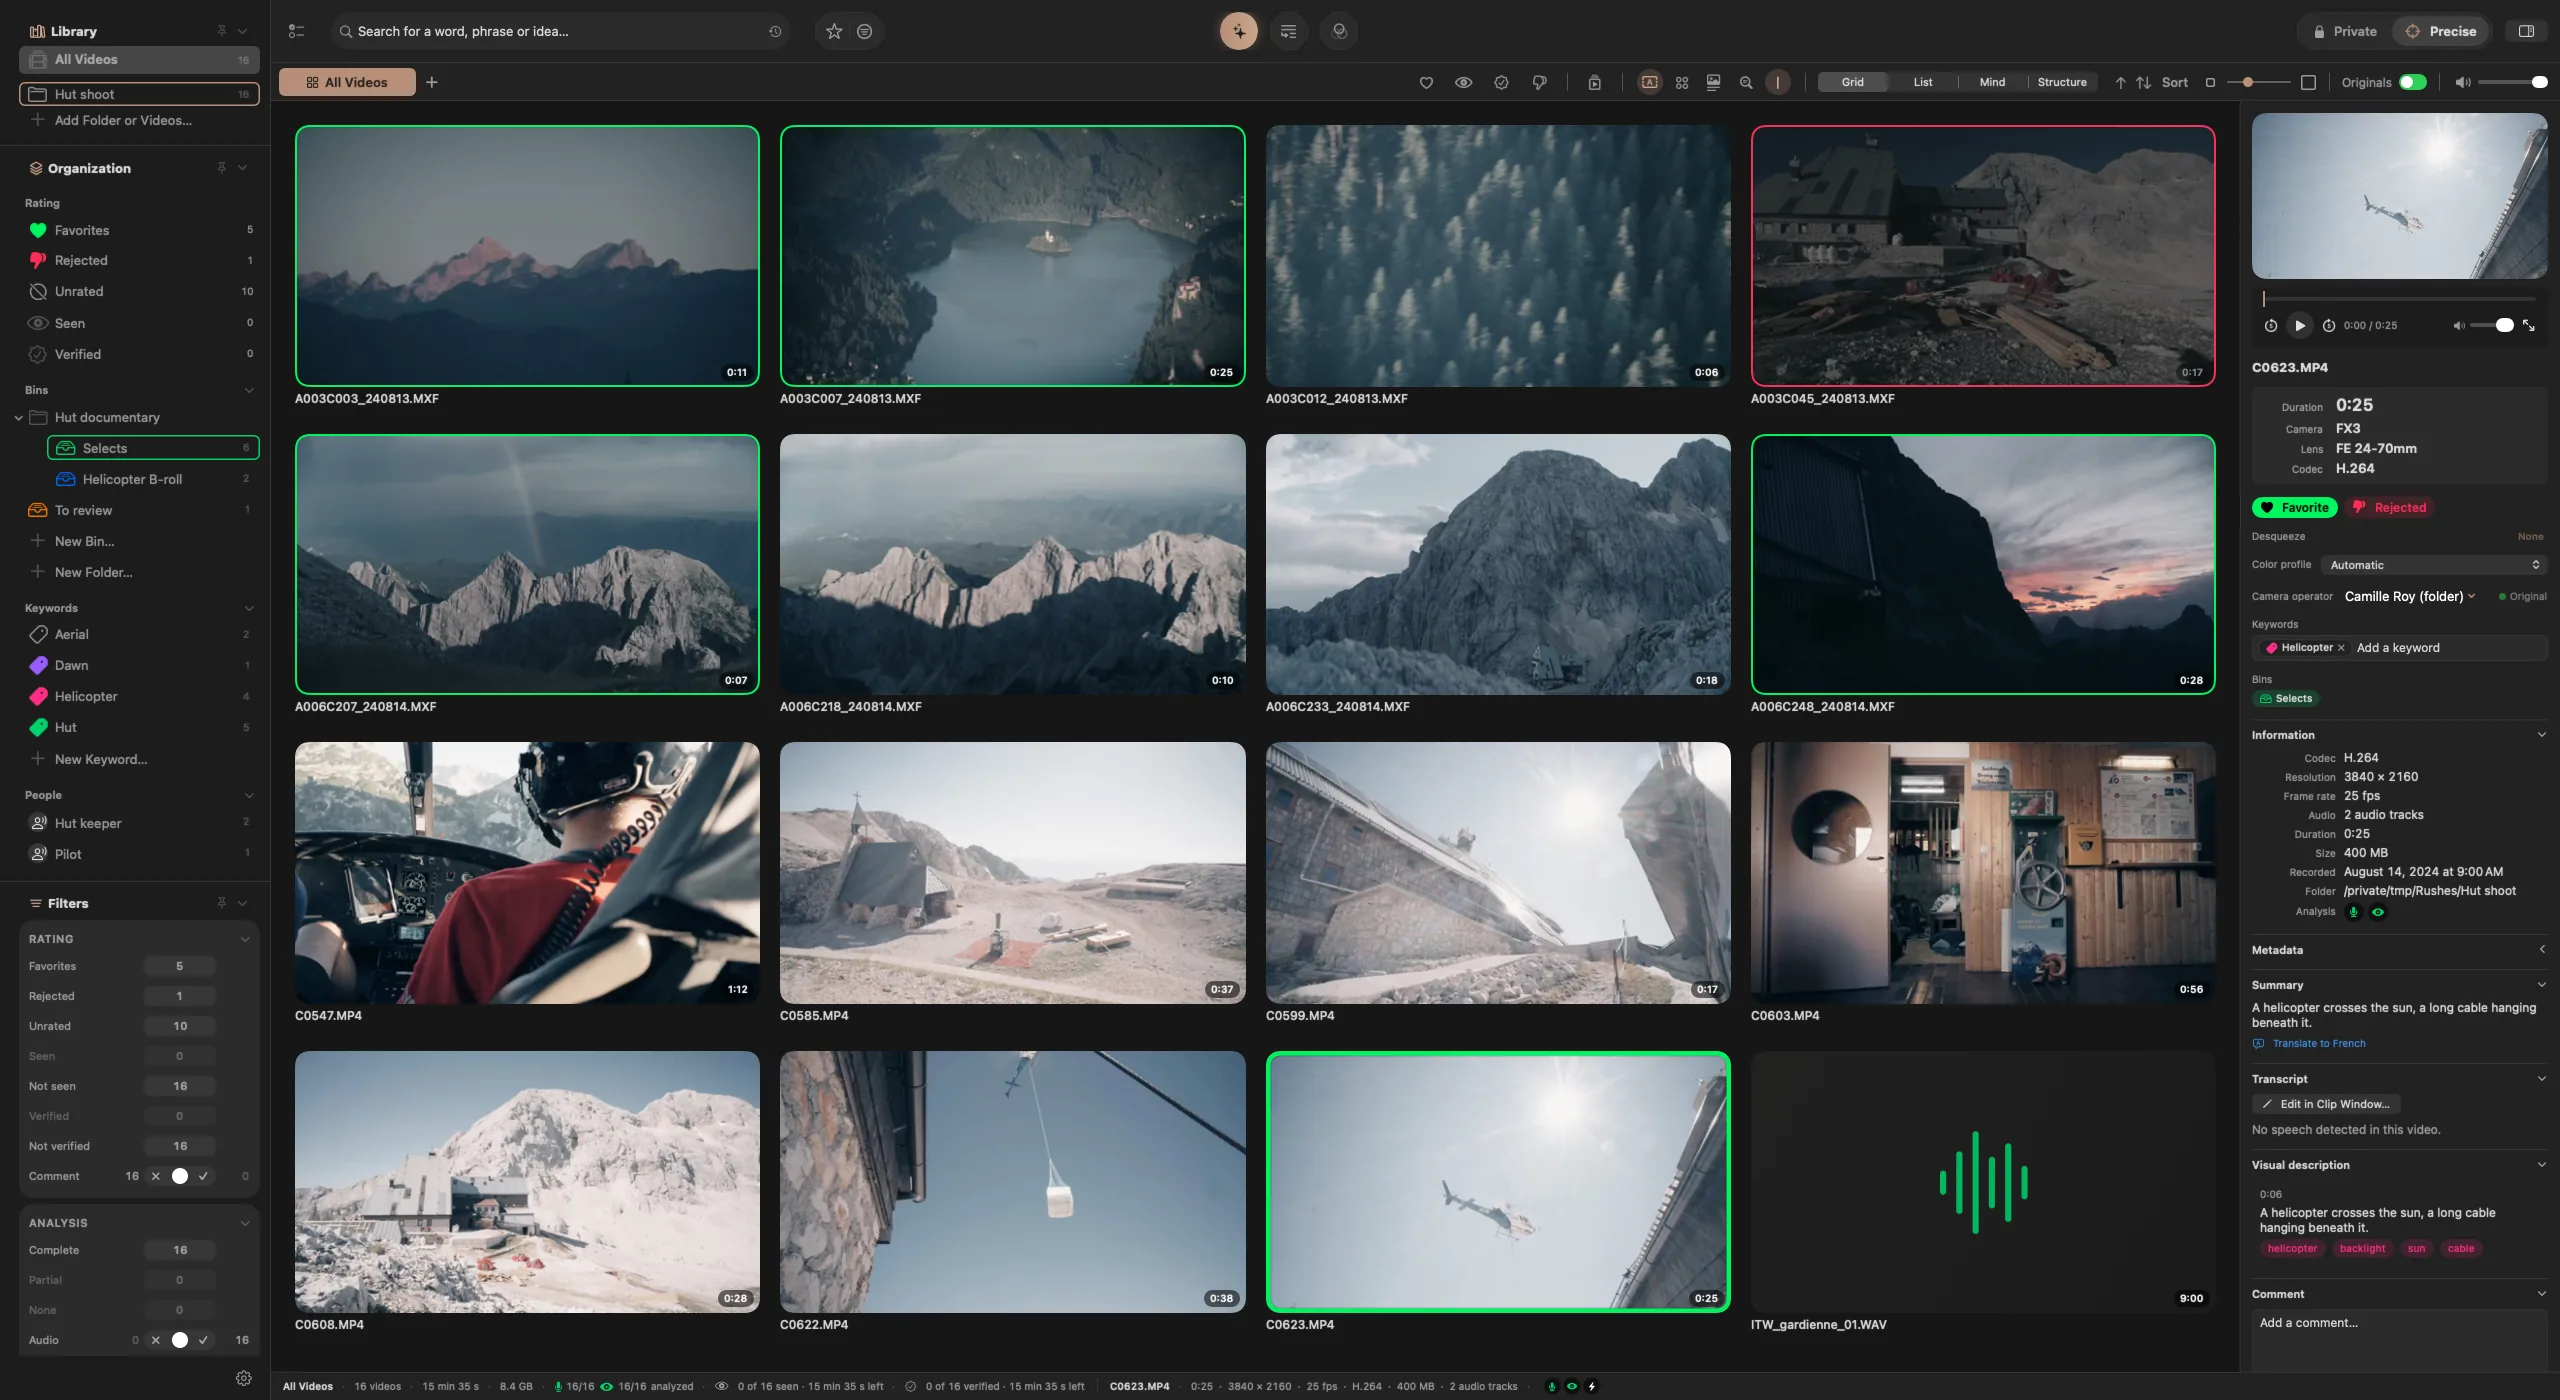 Library
All Videos 16
Hut shoot 16
Add Folder or Videos...
Organization
Rating
Favorites 5
Rejected 1
Unrated 10
Seen 0
Verified 0
Bins
Hut documentary
Selects 6
Helicopter B-roll 2
To review 1
New Bin...
New Folder...
Keywords
Aerial 2
Dawn 1
Helicopter 4
Hut 5
New Keyword...
People
Hut keeper 2
Pilot 1
Filters
RATING
Favorites 5
Rejected 1
Unrated 10
Seen 0
Not seen 16
Verified 0
Not verified 16
Comment 16 0
ANALYSIS
Complete 16
Partial 0
None 0
Audio 0 16
Search for a word, phrase or idea...
Private Precise
All Videos
Grid List Mind Structure Sort Originals
0:11 0:25 0:06 0:17
A003C003_240813.MXF A003C007_240813.MXF A003C012_240813.MXF A003C045_240813.MXF
0:07 0:10 0:18 0:28
A006C207_240814.MXF A006C218_240814.MXF A006C233_240814.MXF A006C248_240814.MXF
1:12 0:37 0:17 0:56
C0547.MP4 C0585.MP4 C0599.MP4 C0603.MP4
0:28 0:38 0:25 9:00
C0608.MP4 C0622.MP4 C0623.MP4 ITW_gardienne_01.WAV
0:00 / 0:25
C0623.MP4
Duration 0:25
Camera FX3
Lens FE 24-70mm
Codec H.264
Favorite Rejected
Desqueeze None
Color profile Automatic
Camera operator Camille Roy (folder) Original
Keywords
Helicopter Add a keyword
Bins
Selects
Information
Codec H.264
Resolution 3840 × 2160
Frame rate 25 fps
Audio 2 audio tracks
Duration 0:25
Size 400 MB
Recorded August 14, 2024 at 9:00 AM
Folder /private/tmp/Rushes/Hut shoot
Analysis
Metadata
Summary
A helicopter crosses the sun, a long cable hanging
beneath it.
Translate to French
Transcript
Edit in Clip Window...
No speech detected in this video.
Visual description
0:06
A helicopter crosses the sun, a long cable
hanging beneath it.
helicopter backlight sun cable
Comment
Add a comment...
All Videos · 16 videos · 15 min 35 s · 8.4 GB · 16/16 16/16 analyzed · 0 of 16 seen · 15 min 35 s left · 0 of 16 verified · 15 min 35 s left C0623.MP4 · 0:25 · 3840 × 2160 · 25 fps · H.264 · 400 MB · 2 audio tracks